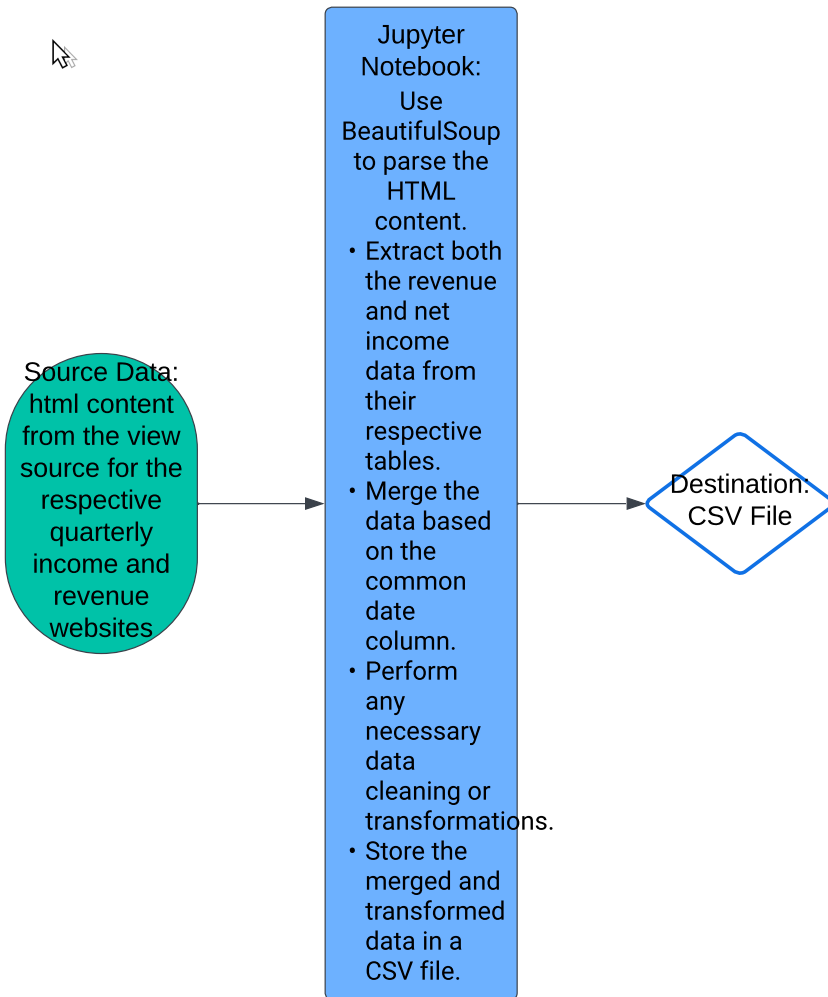 Source Data:
html content
from the view
source for the
respective
quarterly
income and
revenue
websites
Jupyter
Notebook:
Use
BeautifulSoup
to parse the
HTML
content.
• Extract both
the revenue
and net
income
data from
their
respective
tables.
• Merge the
data based
on the
common
date
column.
• Perform
any
necessary
data
cleaning or
transformations.
• Store the
merged and
transformed
data in a
CSV file.
Destination:
CSV File